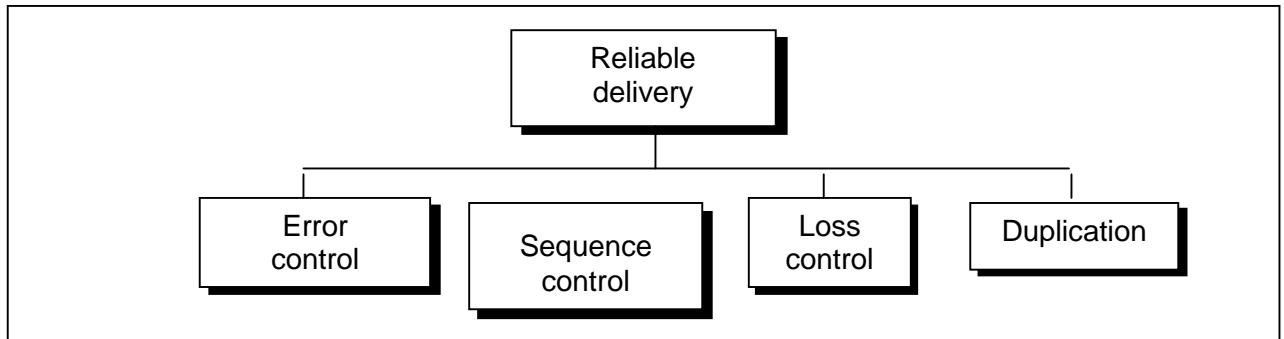 Reliable
delivery
Error
control
Sequence
control
Loss
control
Duplication